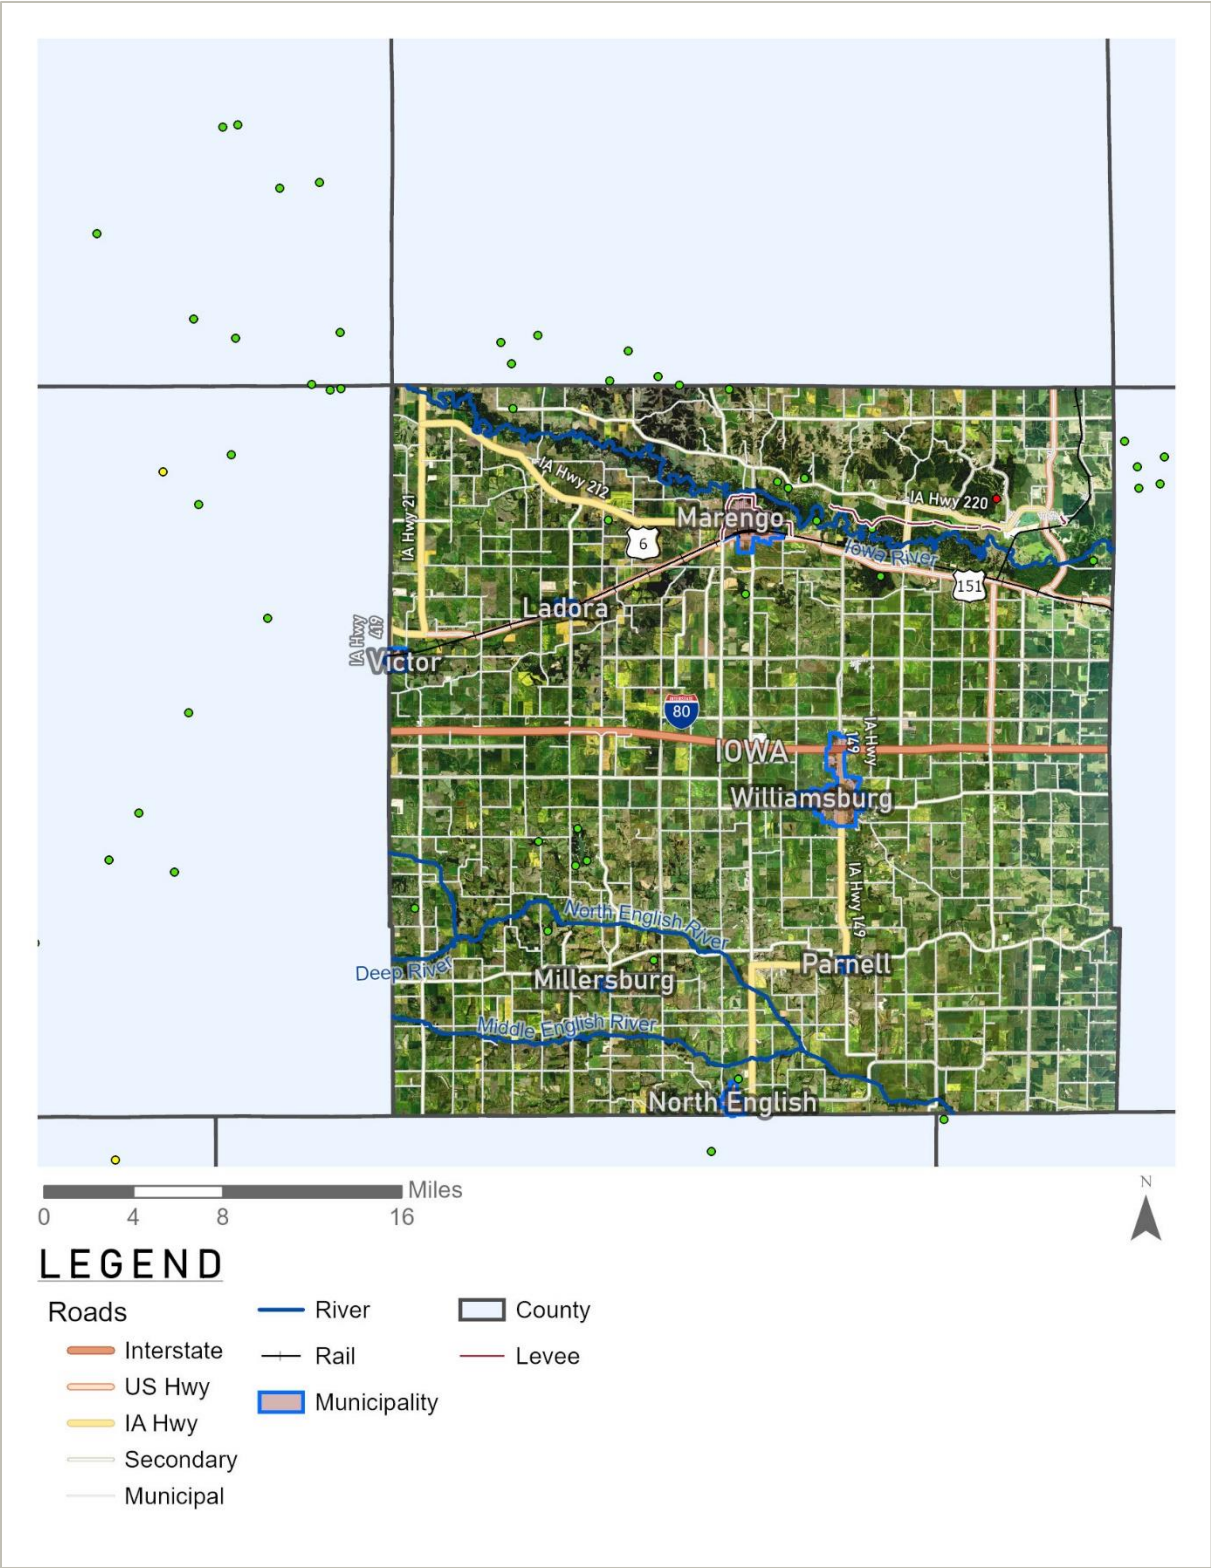 IA Hwy 212
IA Hwy 21
IA Hwy 220
Marengo
6
Iowa River
151
Ladora
IA Hwy
419
Victor
80
IA Hwy
149
IOWA
Williamsburg
IA Hwy 149
North English River
Deep River
Parnell
Millersburg
Middle English River
North English
Miles
0 4 8 16
N
LEGEND
Roads
Interstate
US Hwy
IA Hwy
Secondary
Municipal
River
Rail
Municipality
County
Levee